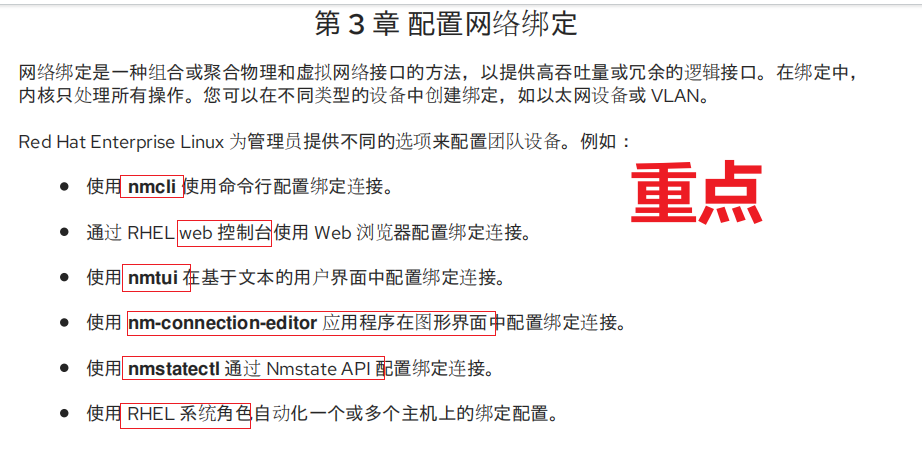 第 3 章 配置网络绑定
网络绑定是一种组合或聚合物理和虚拟网络接口的方法，以提供高吞吐量或冗余的逻辑接口。在绑定中，
内核只处理所有操作。您可以在不同类型的设备中创建绑定，如以太网设备或 VLAN。
Red Hat Enterprise Linux 为管理员提供不同的选项来配置团队设备。例如：
重点
● 使用 nmcli 使用命令行配置绑定连接。
● 通过 RHEL web 控制台使用 Web 浏览器配置绑定连接。
● 使用 nmtui 在基于文本的用户界面中配置绑定连接。
● 使用 nm-connection-editor 应用程序在图形界面中配置绑定连接。
● 使用 nmstatectl 通过 Nmstate API 配置绑定连接。
● 使用 RHEL 系统角色自动化一个或多个主机上的绑定配置。